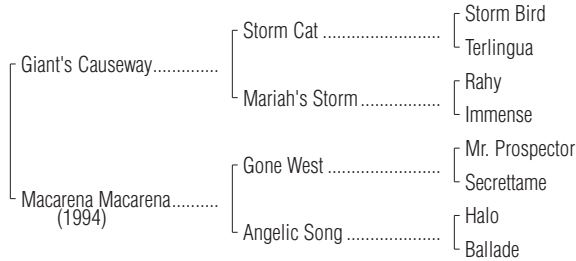 Storm Bird
Storm Cat ......................
Terlingua
Giant's Causeway.............
Rahy
Mariah's Storm ...............
Immense
Mr. Prospector
Gone West .....................
Secrettame
Macarena Macarena.........
(1994)
Halo
Angelic Song ..................
Ballade